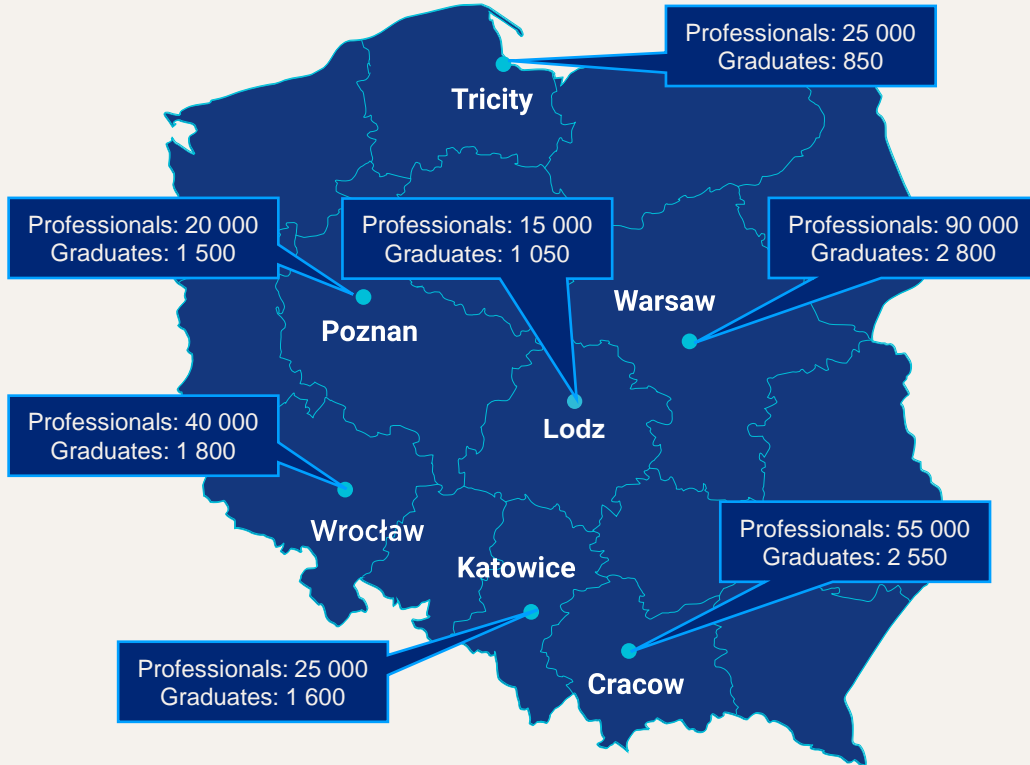 Professionals: 25 000
Graduates: 850
Tricity
Professionals: 20 000
Graduates: 1 500
Poznan
Professionals: 15 000
Graduates: 1 050
Lodz
Professionals: 90 000
Graduates: 2 800
Warsaw
Professionals: 40 000
Graduates: 1 800
Wrocław
Katowice
Professionals: 25 000
Graduates: 1 600
Professionals: 55 000
Graduates: 2 550
Cracow